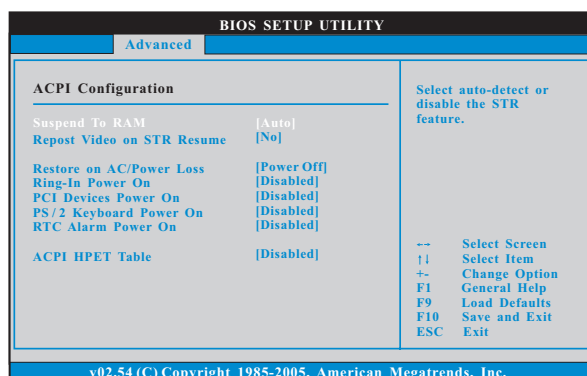 BIOS SETUP UTILITY
Advanced
ACPI Configuration
Suspend To RAM [Auto]
Repost Video on STR Resume [No]
Restore on AC/Power Loss [Power Off]
Ring-In Power On [Disabled]
PCI Devices Power On [Disabled]
PS/2 Keyboard Power On [Disabled]
RTC Alarm Power On [Disabled]
ACPI HPET Table [Disabled]
Select auto-detect or
disable the STR
feature.
←→ Select Screen
↑↓ Select Item
+- Change Option
F1 General Help
F9 Load Defaults
F10 Save and Exit
ESC Exit
v02.54 (C) Copyright 1985-2005, American Megatrends, Inc.